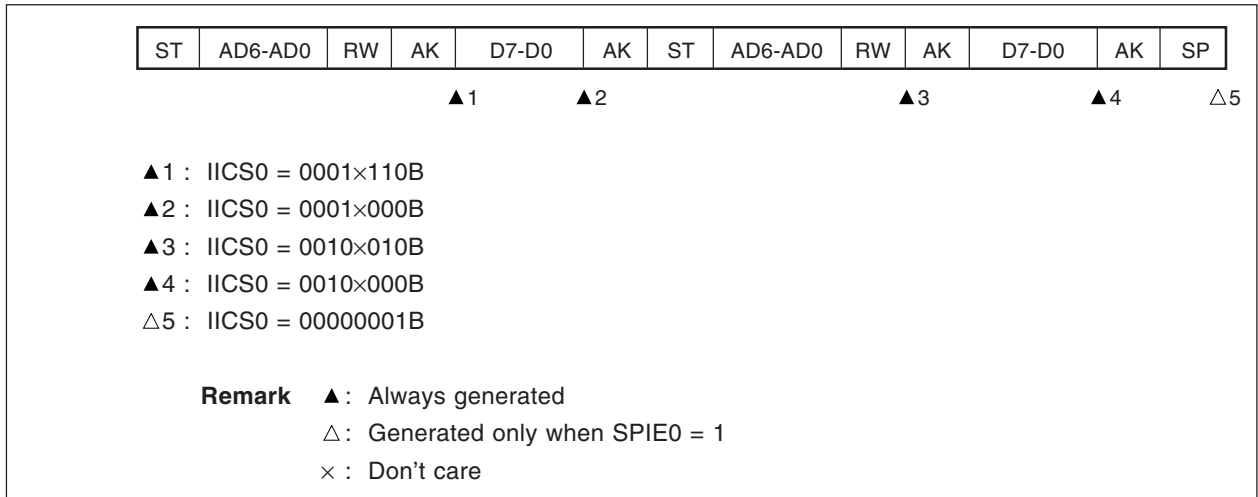 ST AD6-AD0 RW AK D7-D0 AK ST AD6-AD0 RW AK D7-D0 AK SP
▲1 ▲2 ▲3 ▲4 △5
▲1 : IICS0 = 0001×110B
▲2 : IICS0 = 0001×000B
▲3 : IICS0 = 0010×010B
▲4 : IICS0 = 0010×000B
△5 : IICS0 = 00000001B
Remark ▲: Always generated
△: Generated only when SPIE0 = 1
× : Don't care